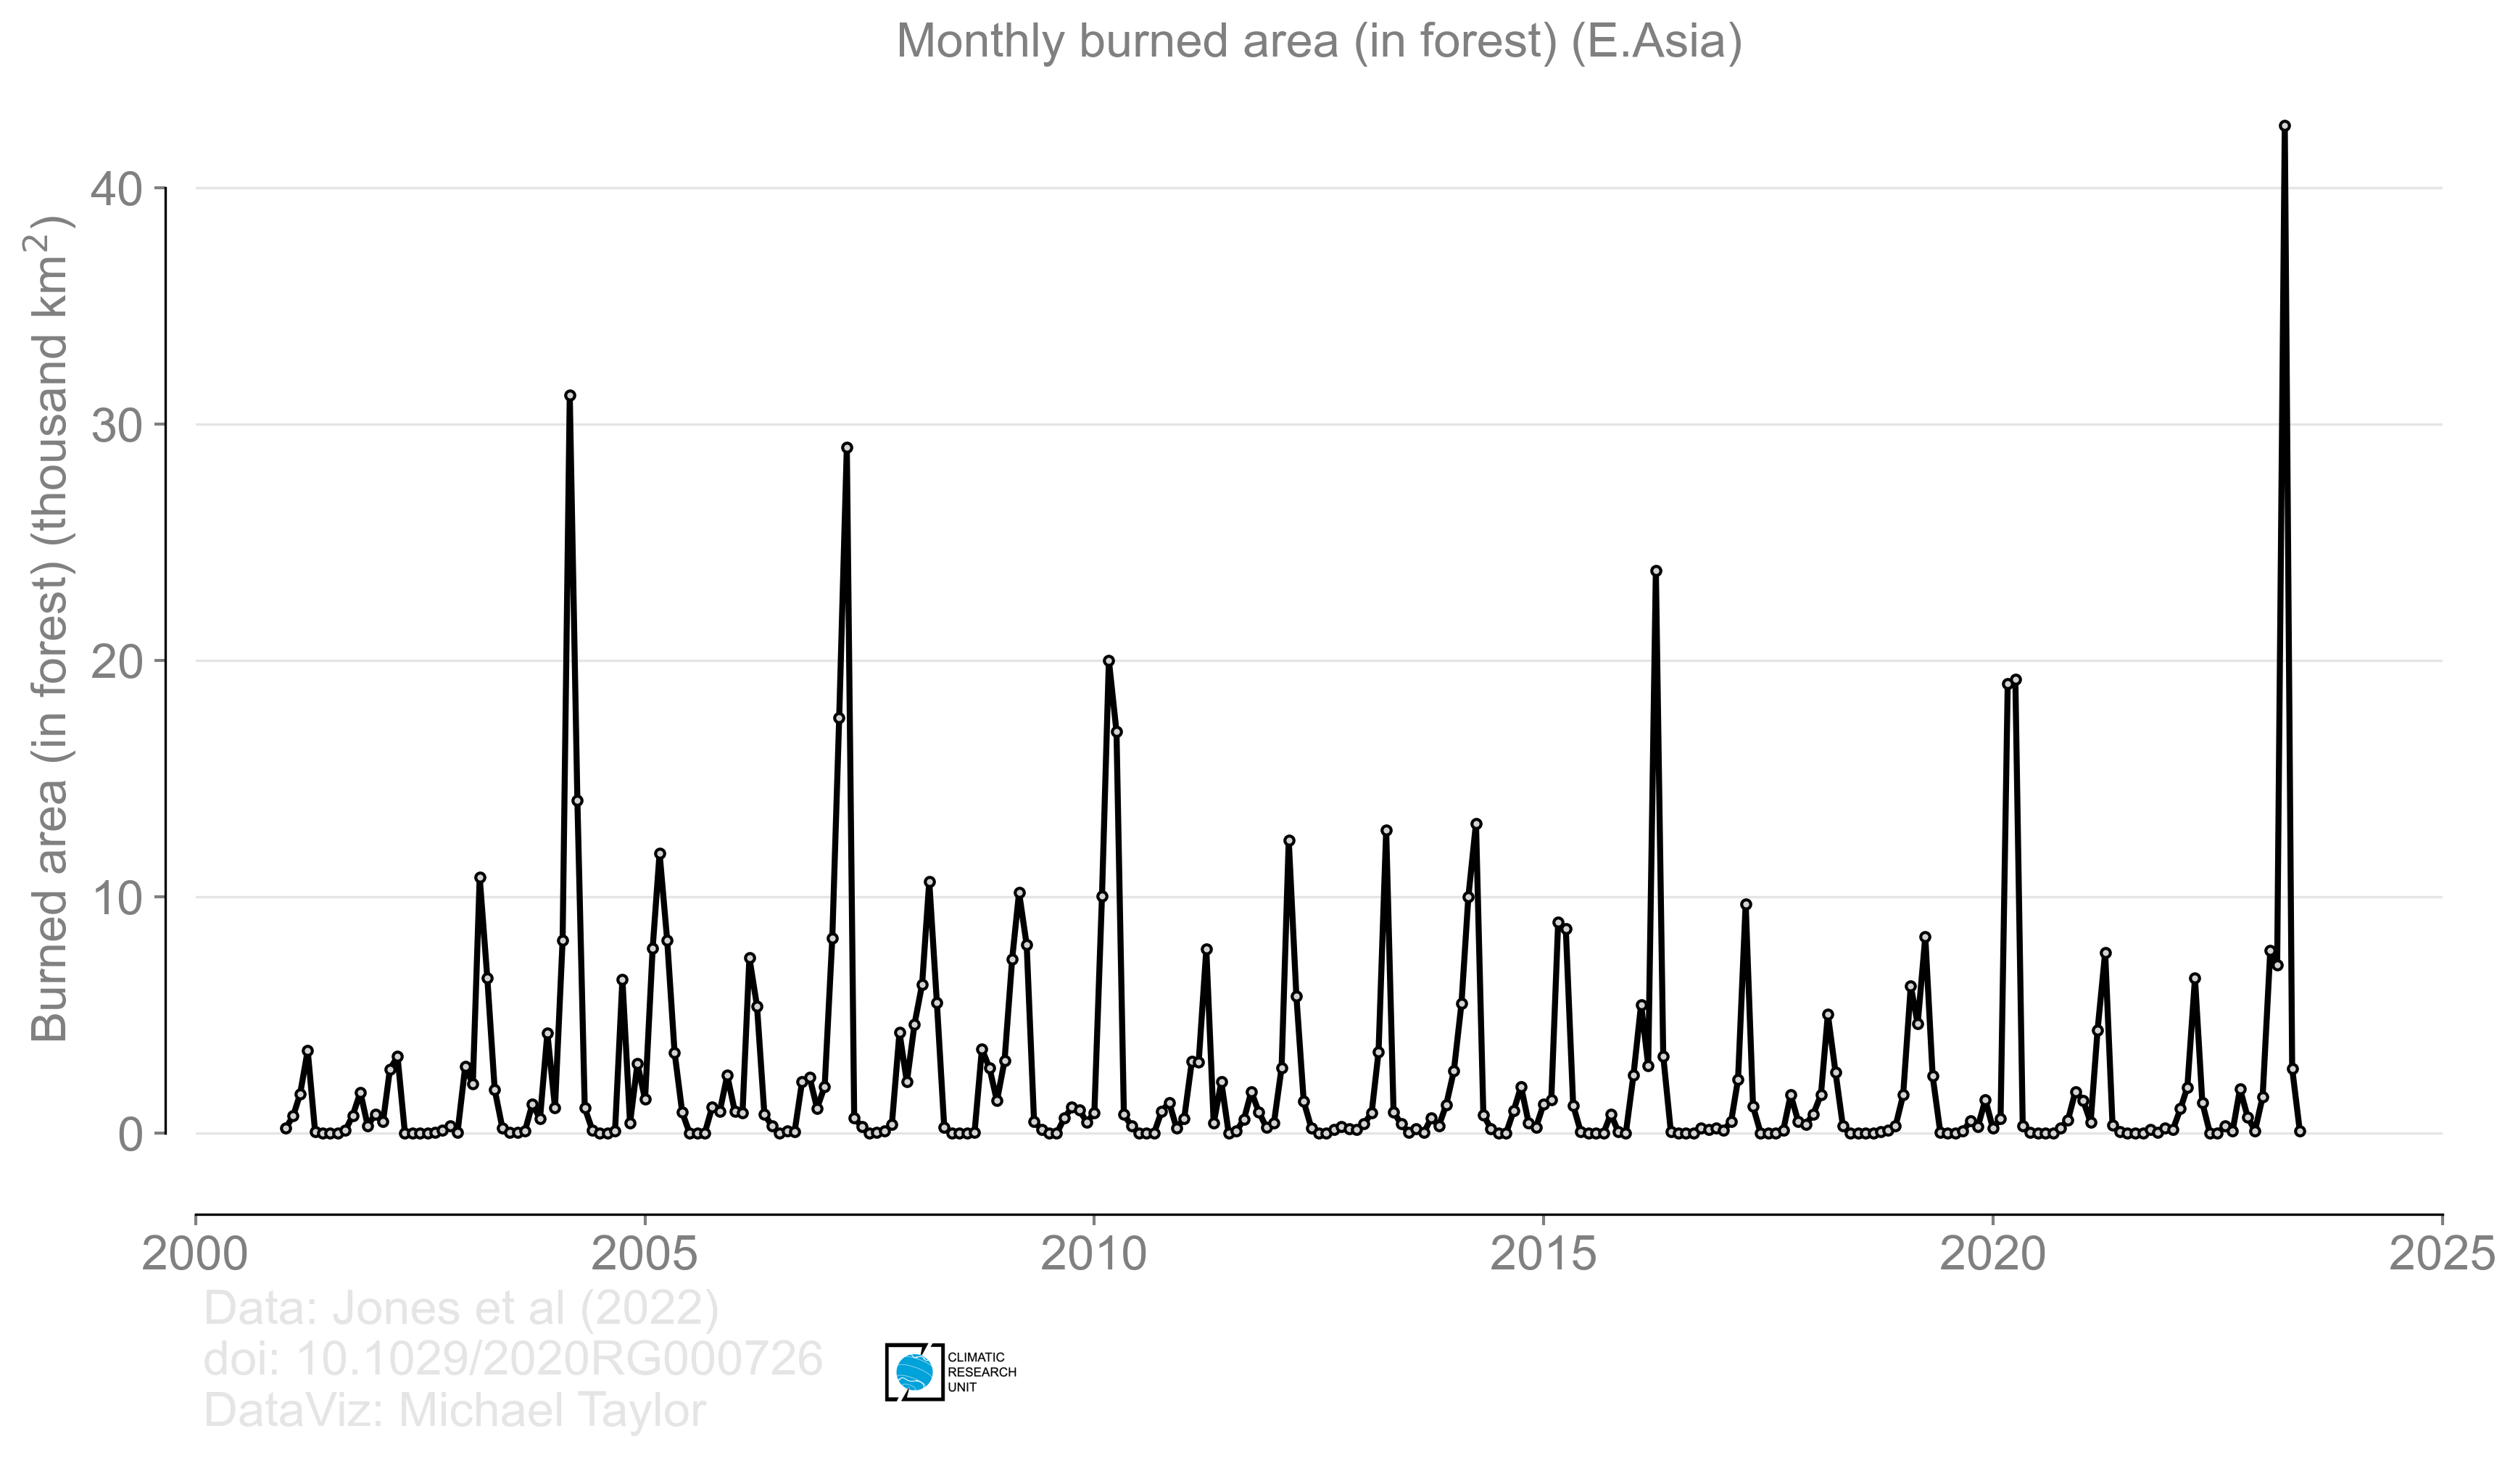 Monthly burned area (in forest) (E.Asia)
Burned area (in forest) (thousand km²)
40
30
20
10
0
2000 2005 2010 2015 2020 2025
Data: Jones et al (2022)
doi: 10.1029/2020RG000726
DataViz: Michael Taylor
CLIMATIC
RESEARCH
UNIT